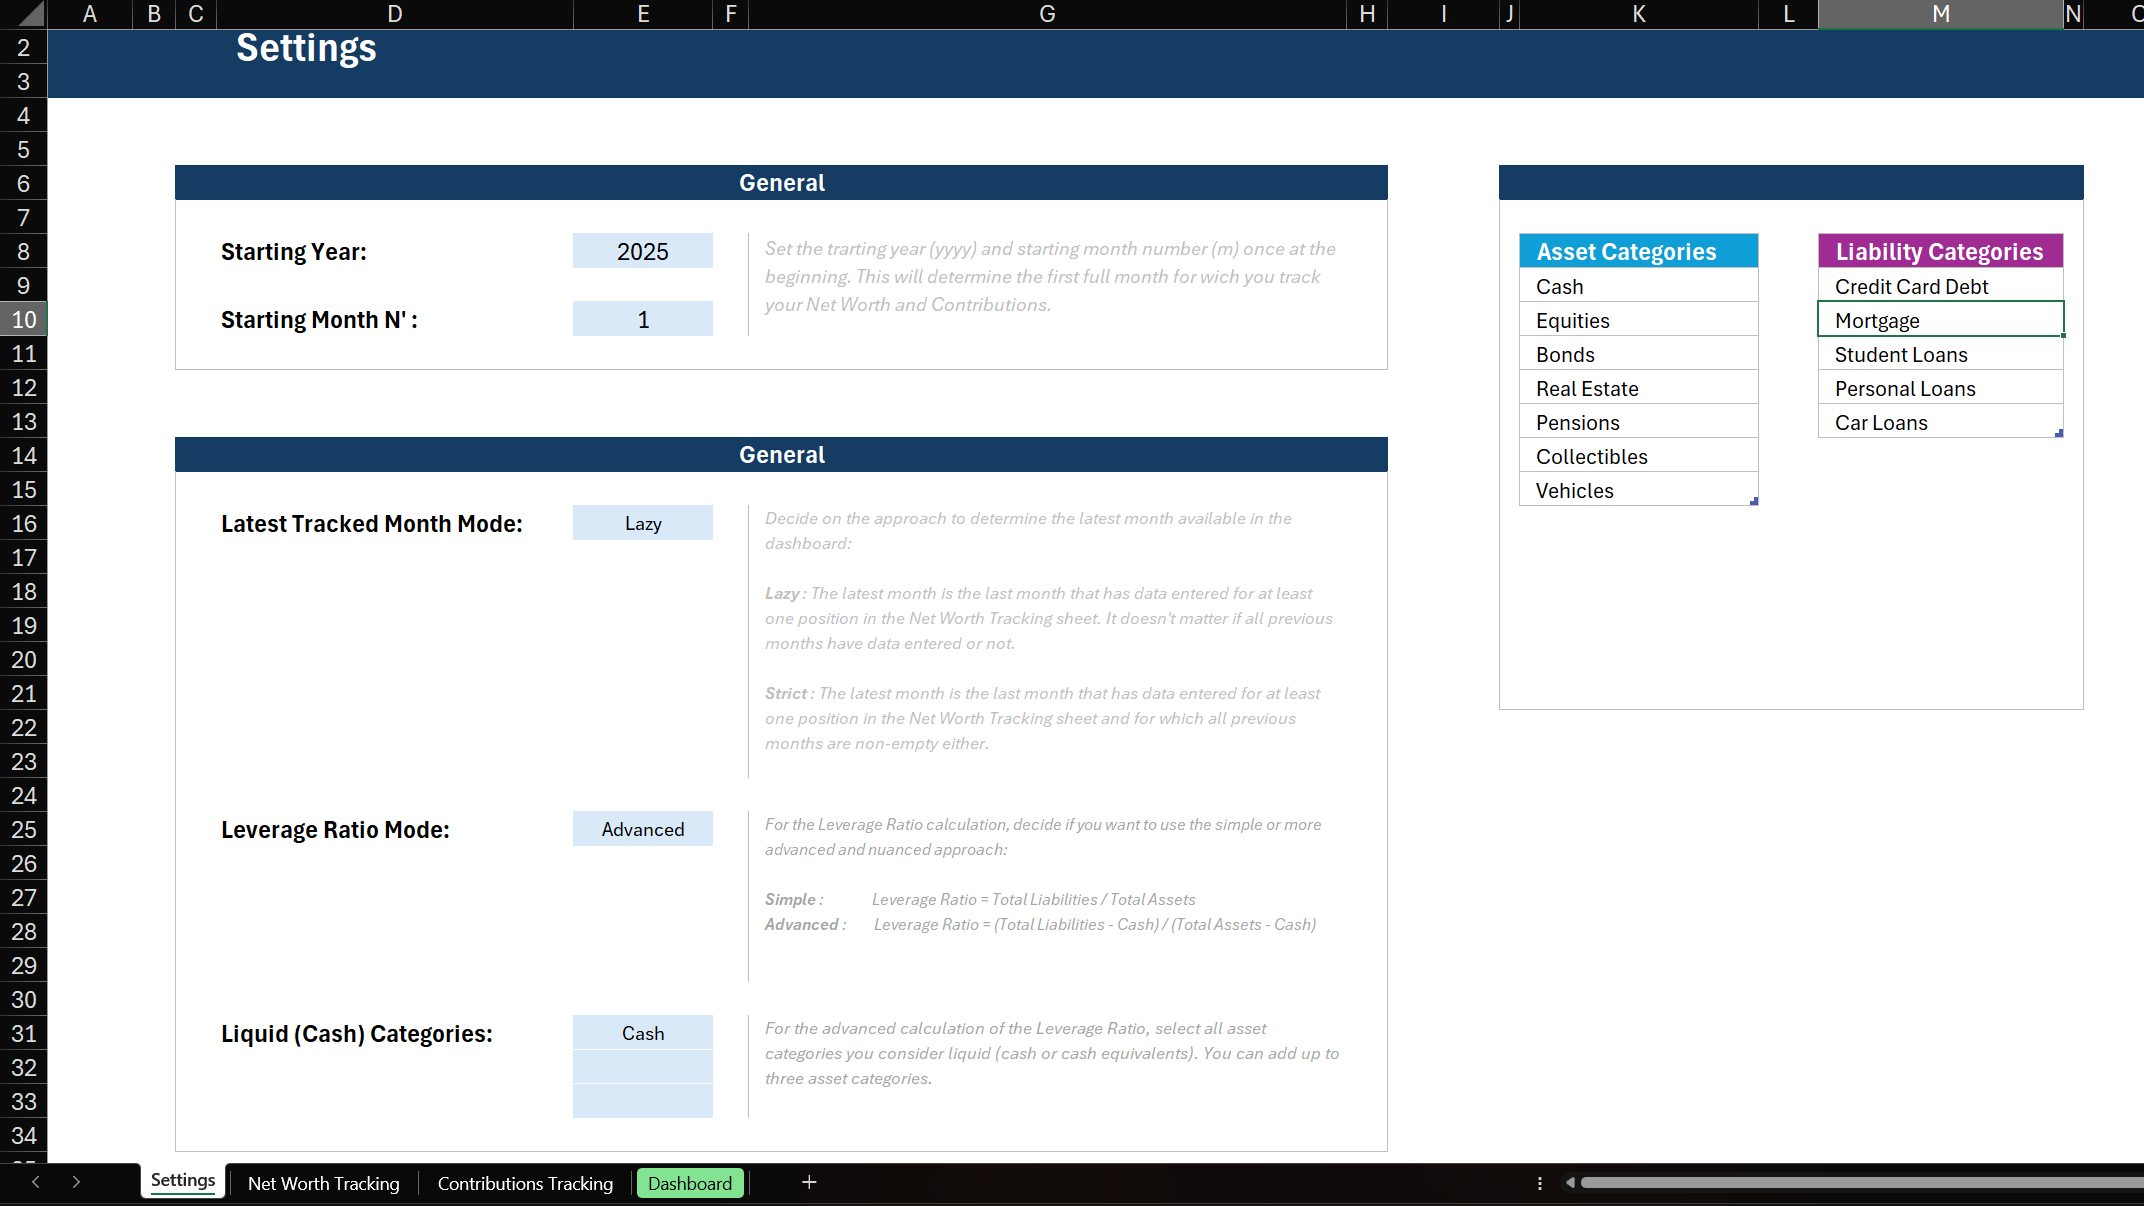 A B C D E F G H I J K L M N
2 Settings
3
4
5
6 General
7
8 Starting Year: 2025
Set the trarting year (yyyy) and starting month number (m) once at the
beginning. This will determine the first full month for wich you track
your Net Worth and Contributions.
9
10 Starting Month N' : 1
11
12
13
14 General
15
16 Latest Tracked Month Mode: Lazy
Decide on the approach to determine the latest month available in the
dashboard:
17
18
Lazy : The latest month is the last month that has data entered for at least
one position in the Net Worth Tracking sheet. It doesn't matter if all previous
months have data entered or not.
19
20
21
Strict : The latest month is the last month that has data entered for at least
one position in the Net Worth Tracking sheet and for which all previous
months are non-empty either.
22
23
24
25 Leverage Ratio Mode: Advanced
For the Leverage Ratio calculation, decide if you want to use the simple or more
advanced and nuanced approach:
26
27
Simple : Leverage Ratio = Total Liabilities / Total Assets
28
Advanced : Leverage Ratio = (Total Liabilities - Cash) / (Total Assets - Cash)
29
30
31 Liquid (Cash) Categories: Cash
For the advanced calculation of the Leverage Ratio, select all asset
categories you consider liquid (cash or cash equivalents). You can add up to
three asset categories.
32
33
34
Asset Categories
Cash
Equities
Bonds
Real Estate
Pensions
Collectibles
Vehicles
Liability Categories
Credit Card Debt
Mortgage
Student Loans
Personal Loans
Car Loans
Settings Net Worth Tracking Contributions Tracking Dashboard +